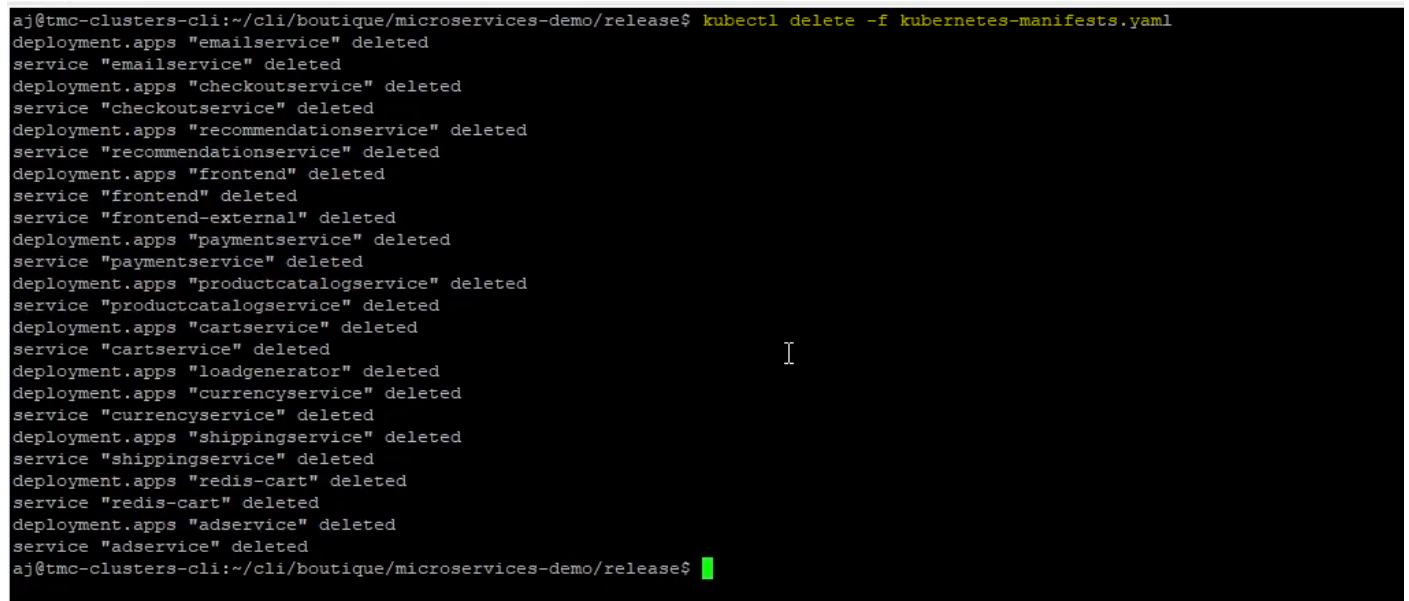 aj@tmc-clusters-cli:~/cli/boutique/microservices-demo/release$ kubectl delete -f kubernetes-manifests.yaml
deployment.apps "emailservice" deleted
service "emailservice" deleted
deployment.apps "checkoutservice" deleted
service "checkoutservice" deleted
deployment.apps "recommendationservice" deleted
service "recommendationservice" deleted
deployment.apps "frontend" deleted
service "frontend" deleted
service "frontend-external" deleted
deployment.apps "paymentservice" deleted
service "paymentservice" deleted
deployment.apps "productcatalogservice" deleted
service "productcatalogservice" deleted
deployment.apps "cartservice" deleted
service "cartservice" deleted
deployment.apps "loadgenerator" deleted
deployment.apps "currencyservice" deleted
service "currencyservice" deleted
deployment.apps "shippingservice" deleted
service "shippingservice" deleted
deployment.apps "redis-cart" deleted
service "redis-cart" deleted
deployment.apps "adservice" deleted
service "adservice" deleted
aj@tmc-clusters-cli:~/cli/boutique/microservices-demo/release$